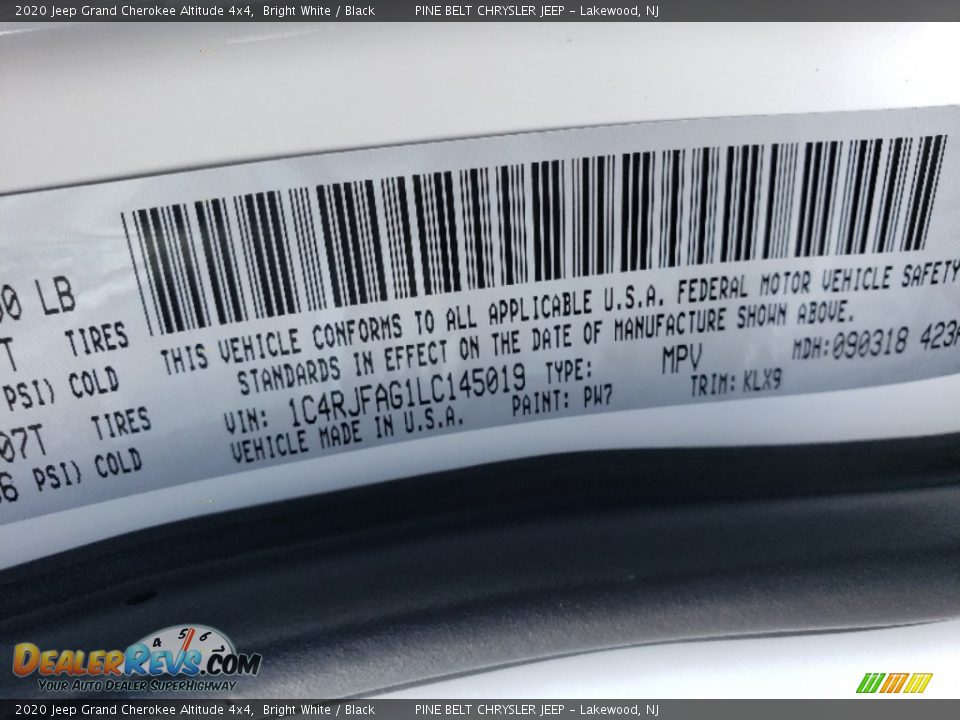 2020 Jeep Grand Cherokee Altitude 4x4, Bright White / Black PINE BELT CHRYSLER JEEP – Lakewood, NJ
0 LB
T TIRES
PSI) COLD
07T TIRES
6 PSI) COLD
THIS VEHICLE CONFORMS TO ALL APPLICABLE U.S.A. FEDERAL MOTOR VEHICLE SAFETY
STANDARDS IN EFFECT ON THE DATE OF MANUFACTURE SHOWN ABOVE.
VIN: 1C4RJFAG1LC145019 TYPE: MPV MDH:090318 423
VEHICLE MADE IN U.S.A. PAINT: PW7 TRIM: KLX9
4 5 6
DEALERREVS.COM
YOUR AUTO DEALER SUPERHIGHWAY
2020 Jeep Grand Cherokee Altitude 4x4, Bright White / Black PINE BELT CHRYSLER JEEP – Lakewood, NJ